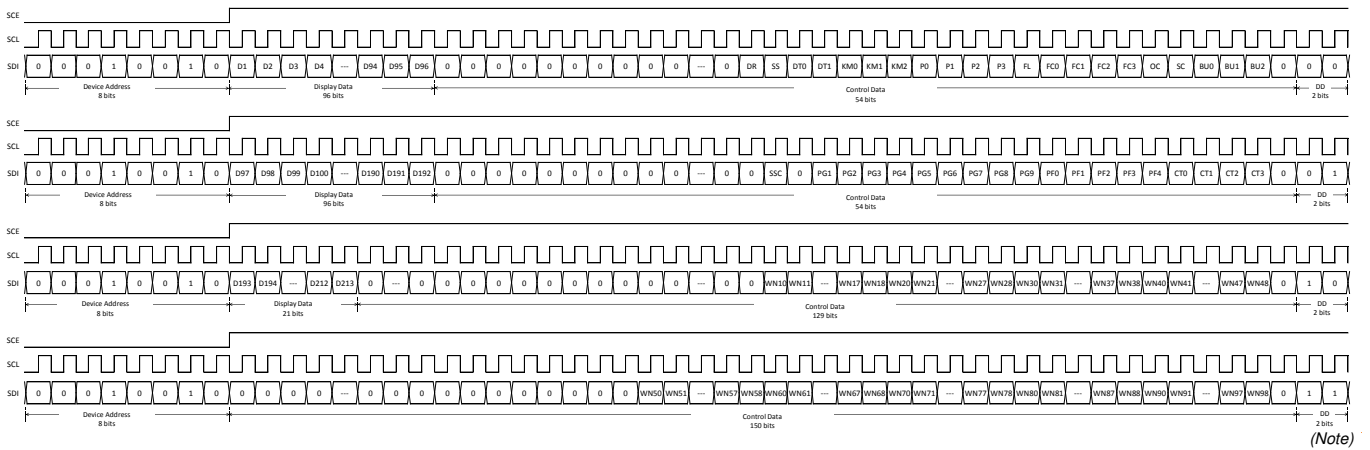 SCE
SCL
SDI 0 0 0 1 0 0 1 0 D1 D2 D3 D4 --- D94 D95 D96 0 0 0 0 0 0 0 0 0 0 --- 0 DR SS DT0 DT1 KM0 KM1 KM2 P0 P1 P2 P3 FL FC0 FC1 FC2 FC3 OC SC BU0 BU1 BU2 0 0 0
Device Address Display Data Control Data DD
8 bits 96 bits 54 bits 2 bits
SCE
SCL
SDI 0 0 0 1 0 0 1 0 D97 D98 D99 D100 --- D190 D191 D192 0 0 0 0 0 0 0 0 0 0 --- 0 0 SSC 0 PG1 PG2 PG3 PG4 PG5 PG6 PG7 PG8 PG9 PF0 PF1 PF2 PF3 PF4 CT0 CT1 CT2 CT3 0 0 1
Device Address Display Data Control Data DD
8 bits 96 bits 54 bits 2 bits
SCE
SCL
SDI 0 0 0 1 0 0 1 0 D193 D194 --- D212 D213 0 --- 0 0 0 0 0 0 0 0 0 0 0 --- 0 0 WN10 WN11 --- WN17 WN18 WN20 WN21 --- WN27 WN28 WN30 WN31 --- WN37 WN38 WN40 WN41 --- WN47 WN48 0 1 0
Device Address Display Data Control Data DD
8 bits 21 bits 129 bits 2 bits
SCE
SCL
SDI 0 0 0 1 0 0 1 0 0 0 0 0 --- 0 0 0 0 0 0 0 0 0 0 0 WN50 WN51 --- WN57 WN58 WN60 WN61 --- WN67 WN68 WN70 WN71 --- WN77 WN78 WN80 WN81 --- WN87 WN88 WN90 WN91 --- WN97 WN98 0 1 1
Device Address Control Data DD
8 bits 150 bits 2 bits
(Note)